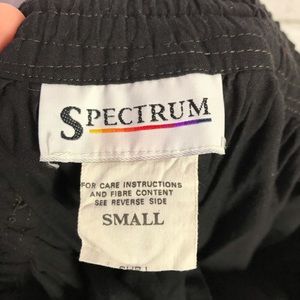 SPECTRUM
FOR CARE INSTRUCTIONS
AND FIBRE CONTENT
SEE REVERSE SIDE
SMALL